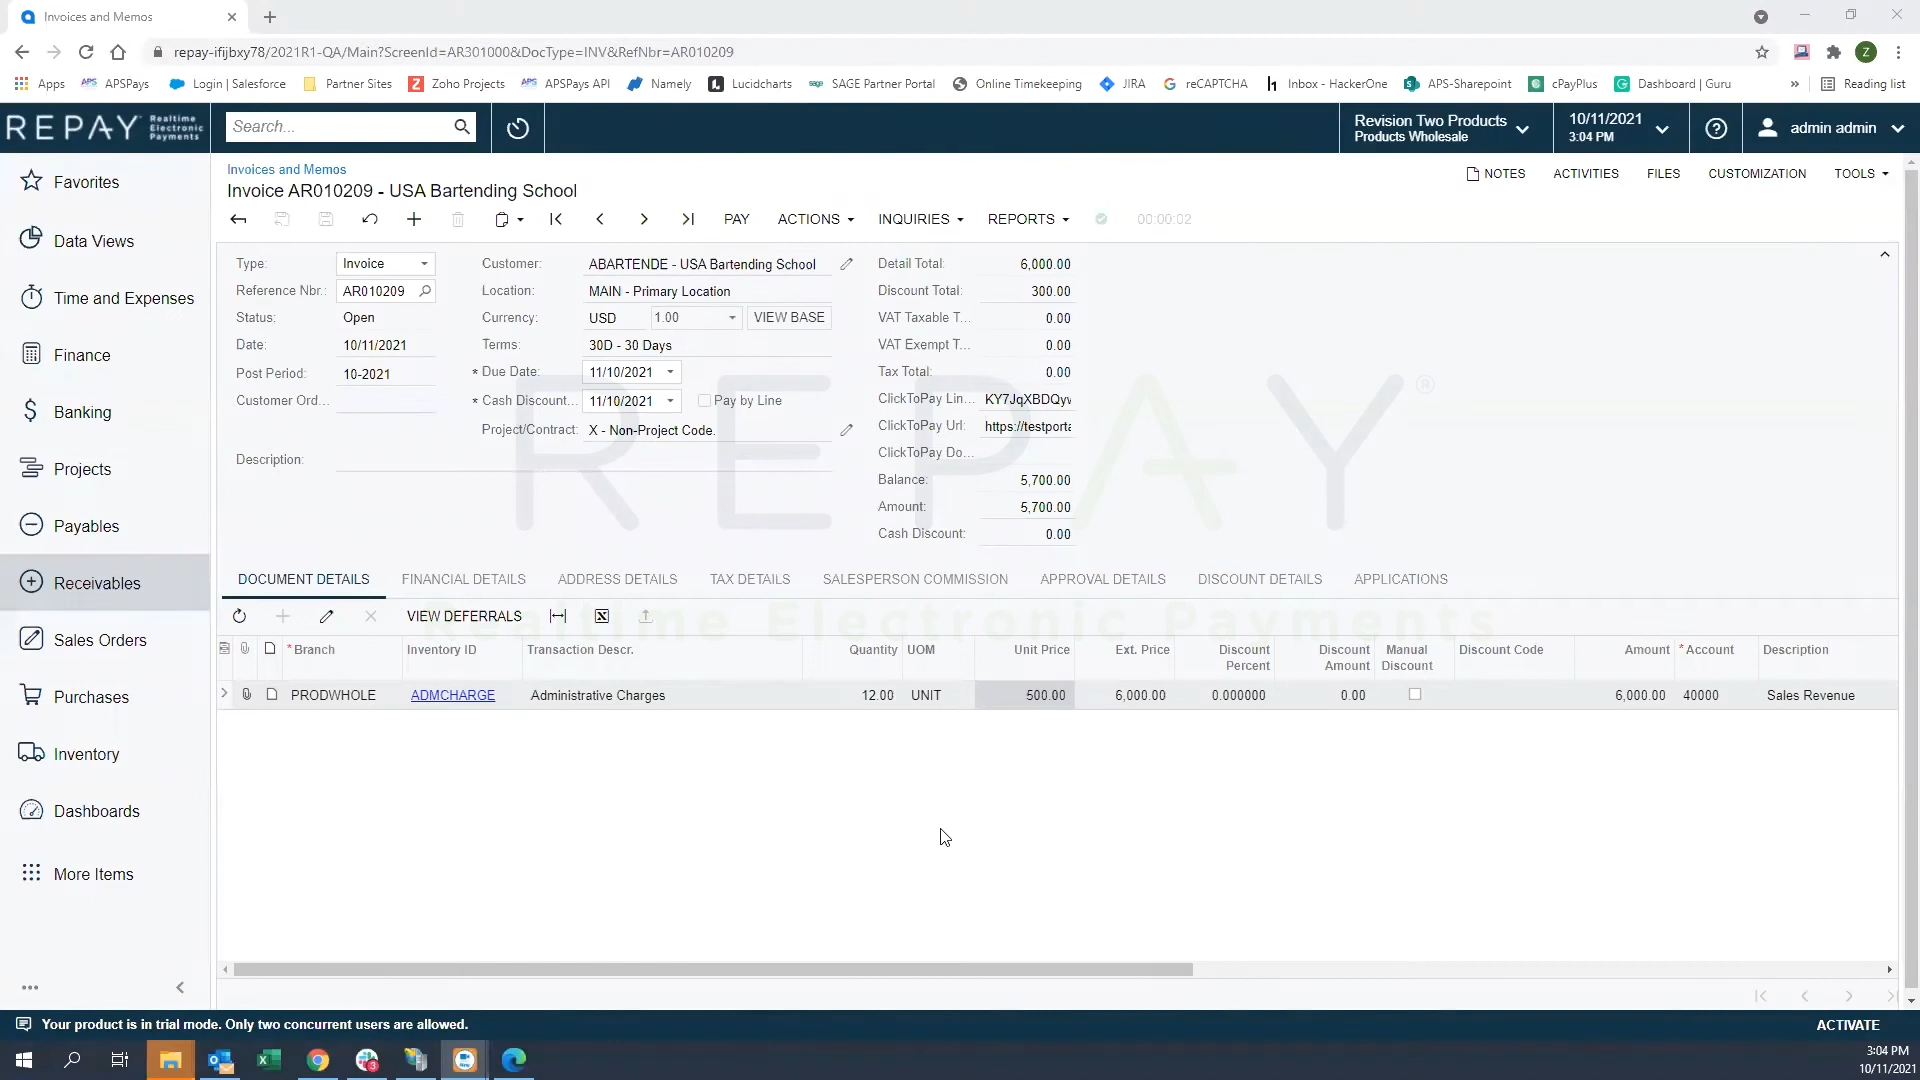 Invoices and Memos
repay-ifijbxy78/2021R1-QA/Main?ScreenId=AR301000&DocType=INV&RefNbr=AR010209
Z
Apps APSPays Login | Salesforce Partner Sites Zoho Projects APSPays API Namely Lucidcharts SAGE Partner Portal Online Timekeeping JIRA reCAPTCHA Inbox - HackerOne APS-Sharepoint cPayPlus Dashboard | Guru » Reading list
REPAY Realtime Electronic Payments
Search...
Revision Two Products
Products Wholesale
10/11/2021
3:04 PM
admin admin
Favorites
Data Views
Time and Expenses
Finance
Banking
Projects
Payables
Receivables
Sales Orders
Purchases
Inventory
Dashboards
More Items
Invoices and Memos
Invoice AR010209 - USA Bartending School
NOTES ACTIVITIES FILES CUSTOMIZATION TOOLS
PAY ACTIONS INQUIRIES REPORTS 00:00:02
Type: Invoice
Reference Nbr.: AR010209
Status: Open
Date: 10/11/2021
Post Period: 10-2021
Customer Ord...
Description:
Customer: ABARTENDE - USA Bartending School
Location: MAIN - Primary Location
Currency: USD 1.00 VIEW BASE
Terms: 30D - 30 Days
* Due Date: 11/10/2021
* Cash Discount... 11/10/2021 Pay by Line
Project/Contract: X - Non-Project Code.
Detail Total: 6,000.00
Discount Total: 300.00
VAT Taxable T... 0.00
VAT Exempt T... 0.00
Tax Total: 0.00
ClickToPay Lin... KY7JqXBDQyv
ClickToPay Url: https://testporta
ClickToPay Do...
Balance: 5,700.00
Amount: 5,700.00
Cash Discount: 0.00
REPAY®
Realtime Electronic Payments
DOCUMENT DETAILS FINANCIAL DETAILS ADDRESS DETAILS TAX DETAILS SALESPERSON COMMISSION APPROVAL DETAILS DISCOUNT DETAILS APPLICATIONS
VIEW DEFERRALS
* Branch Inventory ID Transaction Descr. Quantity UOM Unit Price Ext. Price Discount Percent Discount Amount Manual Discount Discount Code Amount * Account Description
PRODWHOLE ADMCHARGE Administrative Charges 12.00 UNIT 500.00 6,000.00 0.000000 0.00 6,000.00 40000 Sales Revenue
Your product is in trial mode. Only two concurrent users are allowed.
ACTIVATE
3:04 PM
10/11/2021